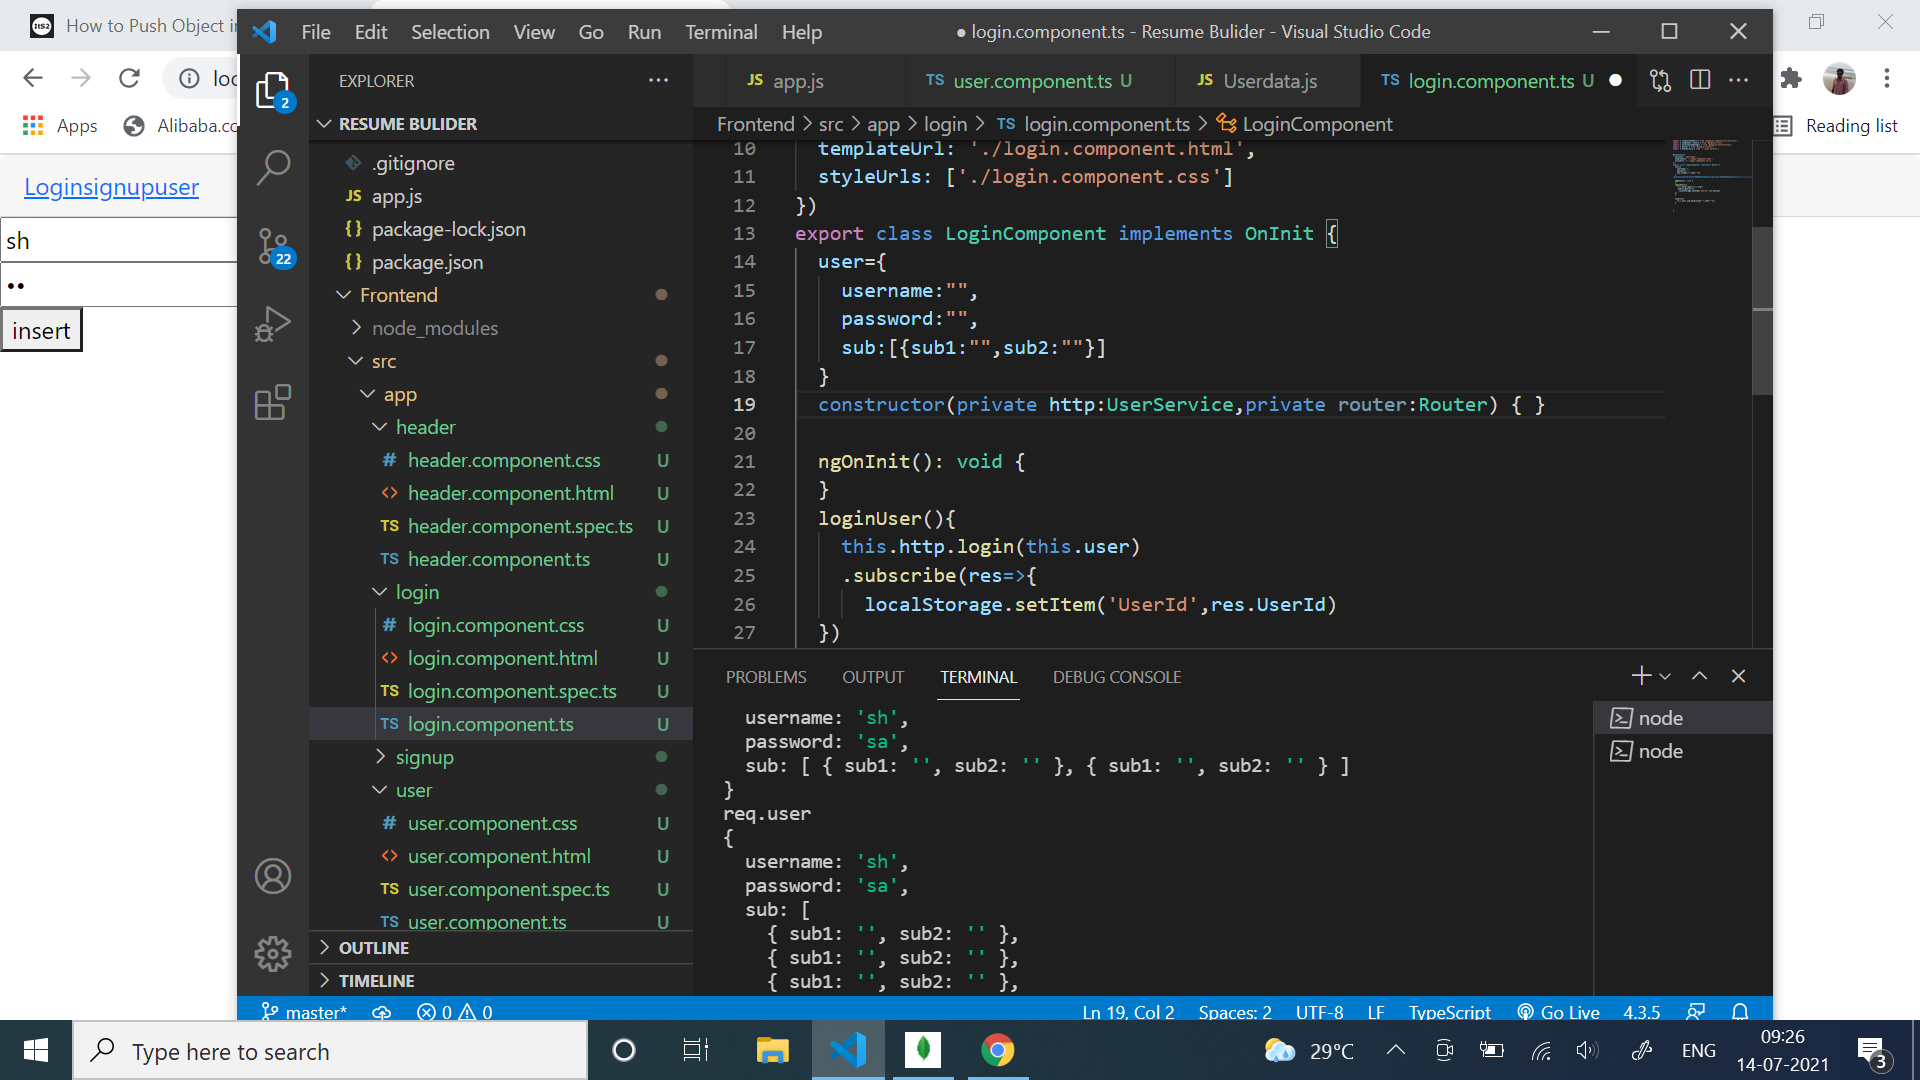 How to Push Object in
File Edit Selection View Go Run Terminal Help
● login.component.ts - Resume Bulider - Visual Studio Code
loc
Apps
Alibaba.co
Reading list
Loginsignupuser
sh
••
insert
2
22
EXPLORER
RESUME BULIDER
.gitignore
JS app.js
{} package-lock.json
{} package.json
Frontend
node_modules
src
app
header
# header.component.css U
<> header.component.html U
TS header.component.spec.ts U
TS header.component.ts U
login
# login.component.css U
<> login.component.html U
TS login.component.spec.ts U
TS login.component.ts U
signup
user
# user.component.css U
<> user.component.html U
TS user.component.spec.ts U
TS user.component.ts U
OUTLINE
TIMELINE
JS app.js
TS user.component.ts U
JS Userdata.js
TS login.component.ts U
Frontend > src > app > login > TS login.component.ts > LoginComponent
10 templateUrl: './login.component.html',
11 styleUrls: ['./login.component.css']
12 })
13 export class LoginComponent implements OnInit {
14 user={
15 username:"",
16 password:"",
17 sub:[{sub1:"",sub2:""}]
18 }
19 constructor(private http:UserService,private router:Router) { }
20
21 ngOnInit(): void {
22 }
23 loginUser(){
24 this.http.login(this.user)
25 .subscribe(res=>{
26 localStorage.setItem('UserId',res.UserId)
27 })
PROBLEMS OUTPUT TERMINAL DEBUG CONSOLE
username: 'sh',
password: 'sa',
sub: [ { sub1: '', sub2: '' }, { sub1: '', sub2: '' } ]
}
req.user
{
username: 'sh',
password: 'sa',
sub: [
{ sub1: '', sub2: '' },
{ sub1: '', sub2: '' },
{ sub1: '', sub2: '' },
node
node
master* 0 0
Ln 19, Col 2 Spaces: 2 UTF-8 LF TypeScript Go Live 4.3.5
Type here to search
29°C
ENG
09:26
14-07-2021
3